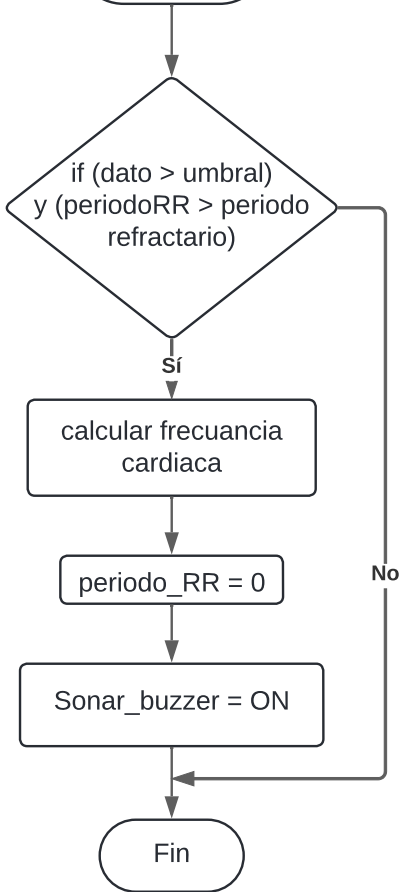 if (dato > umbral)
y (periodoRR > periodo
refractario)
Sí
calcular frecuancia
cardiaca
periodo_RR = 0
No
Sonar_buzzer = ON
Fin